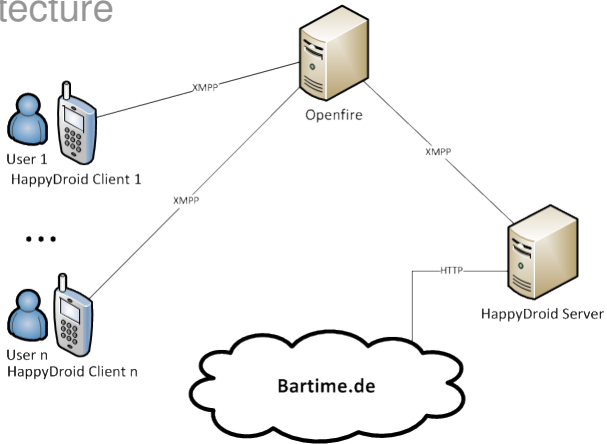 tecture
XMPP
Openfire
User 1
HappyDroid Client 1
XMPP
XMPP
...
HTTP
HappyDroid Server
User n
HappyDroid Client n
Bartime.de